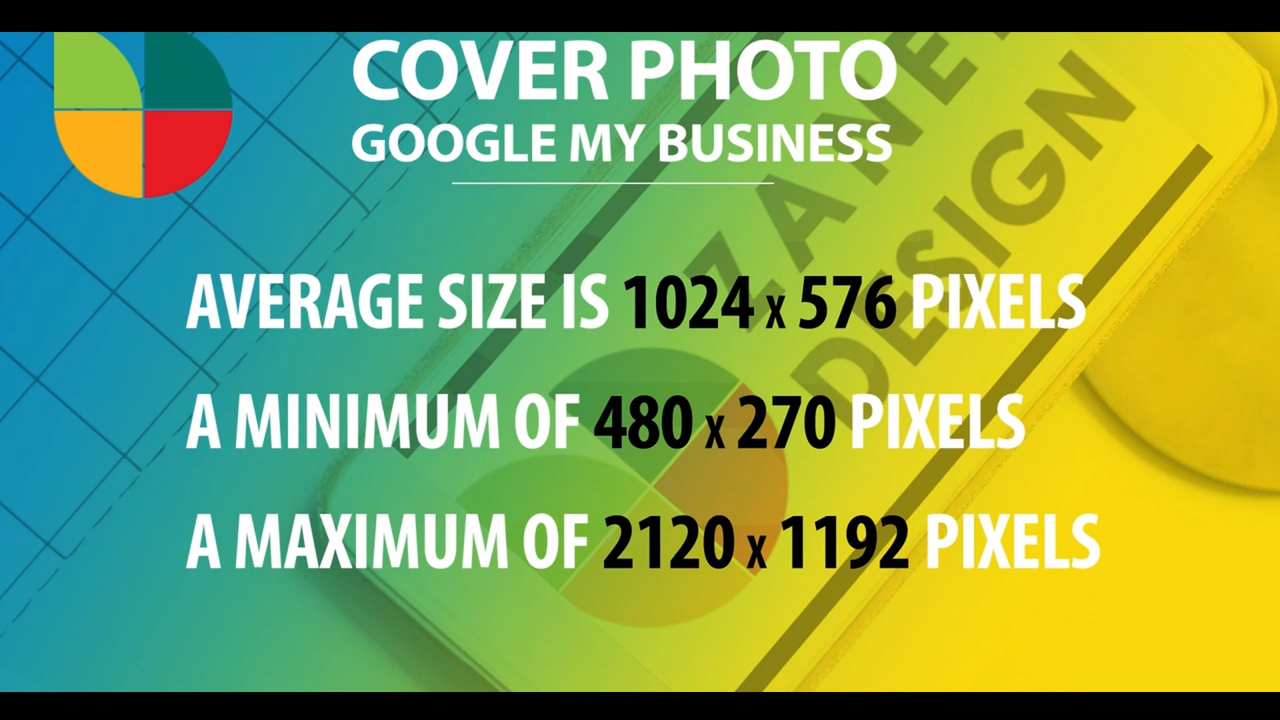 COVER PHOTO
GOOGLE MY BUSINESS
AVERAGE SIZE IS 1024 x 576 PIXELS
A MINIMUM OF 480 x 270 PIXELS
A MAXIMUM OF 2120 x 1192 PIXELS
DESIGN